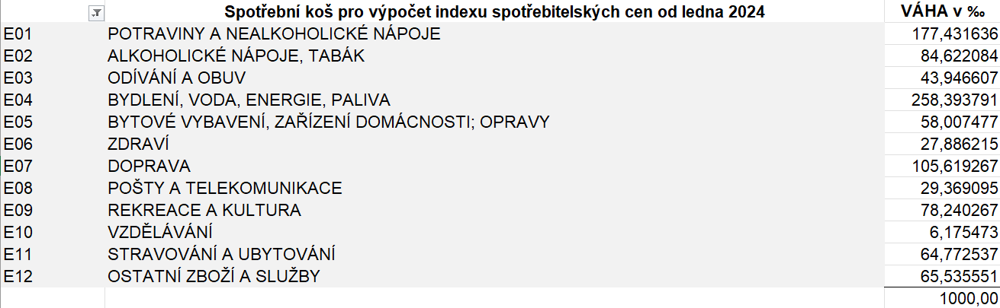 Spotřební koš pro výpočet indexu spotřebitelských cen od ledna 2024 VÁHA v ‰
E01 POTRAVINY A NEALKOHOLICKÉ NÁPOJE 177,431636
E02 ALKOHOLICKÉ NÁPOJE, TABÁK 84,622084
E03 ODÍVÁNÍ A OBUV 43,946607
E04 BYDLENÍ, VODA, ENERGIE, PALIVA 258,393791
E05 BYTOVÉ VYBAVENÍ, ZAŘÍZENÍ DOMÁCNOSTI; OPRAVY 58,007477
E06 ZDRAVÍ 27,886215
E07 DOPRAVA 105,619267
E08 POŠTY A TELEKOMUNIKACE 29,369095
E09 REKREACE A KULTURA 78,240267
E10 VZDĚLÁVÁNÍ 6,175473
E11 STRAVOVÁNÍ A UBYTOVÁNÍ 64,772537
E12 OSTATNÍ ZBOŽÍ A SLUŽBY 65,535551
1000,00